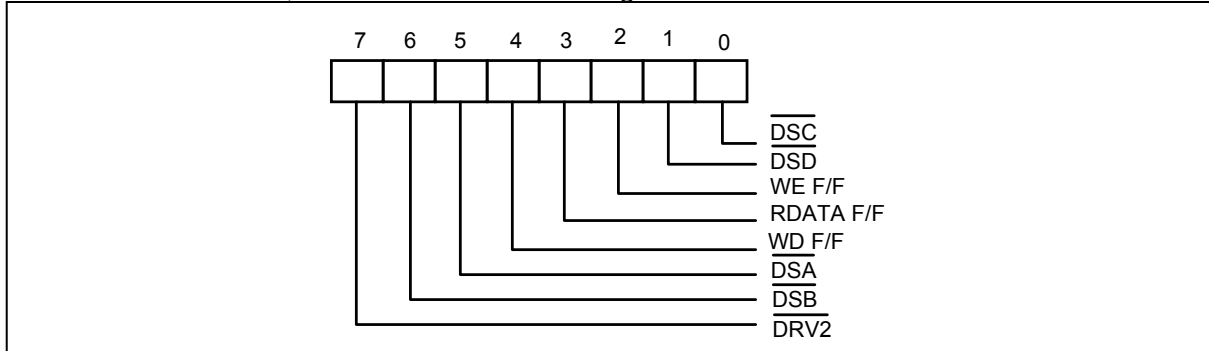 7 6 5 4 3 2 1 0
DSC
DSD
WE F/F
RDATA F/F
WD F/F
DSA
DSB
DRV2